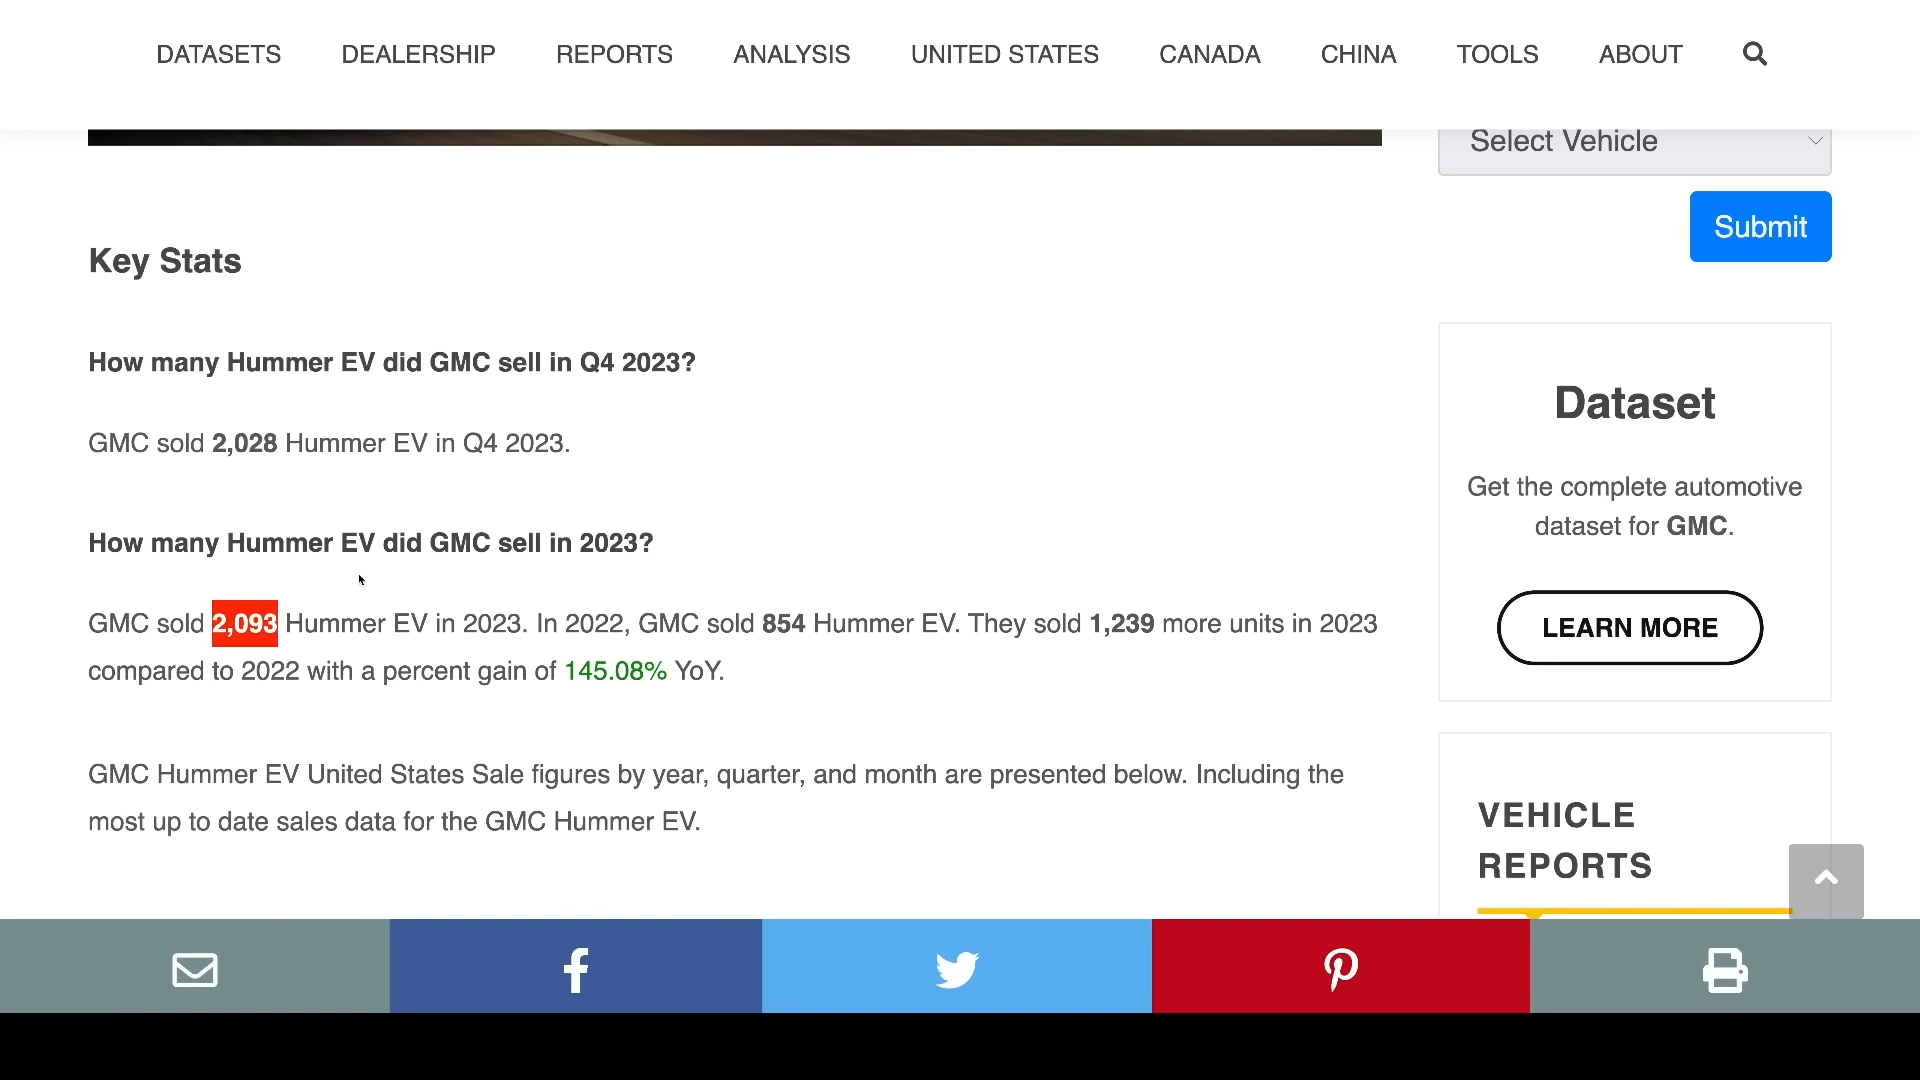 DATASETS DEALERSHIP REPORTS ANALYSIS UNITED STATES CANADA CHINA TOOLS ABOUT
Select Vehicle
Submit
Key Stats
How many Hummer EV did GMC sell in Q4 2023?
GMC sold 2,028 Hummer EV in Q4 2023.
How many Hummer EV did GMC sell in 2023?
GMC sold 2,093 Hummer EV in 2023. In 2022, GMC sold 854 Hummer EV. They sold 1,239 more units in 2023
compared to 2022 with a percent gain of 145.08% YoY.
GMC Hummer EV United States Sale figures by year, quarter, and month are presented below. Including the
most up to date sales data for the GMC Hummer EV.
Dataset
Get the complete automotive
dataset for GMC.
LEARN MORE
VEHICLE
REPORTS